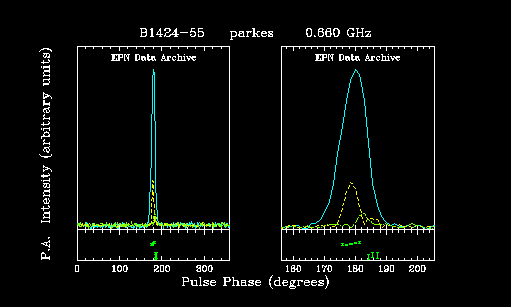 B1424-55 parkes 0.660 GHz
EPN Data Archive EPN Data Archive
P.A. Intensity (arbitrary units)
0 100 200 300 160 170 180 190 200
Pulse Phase (degrees)